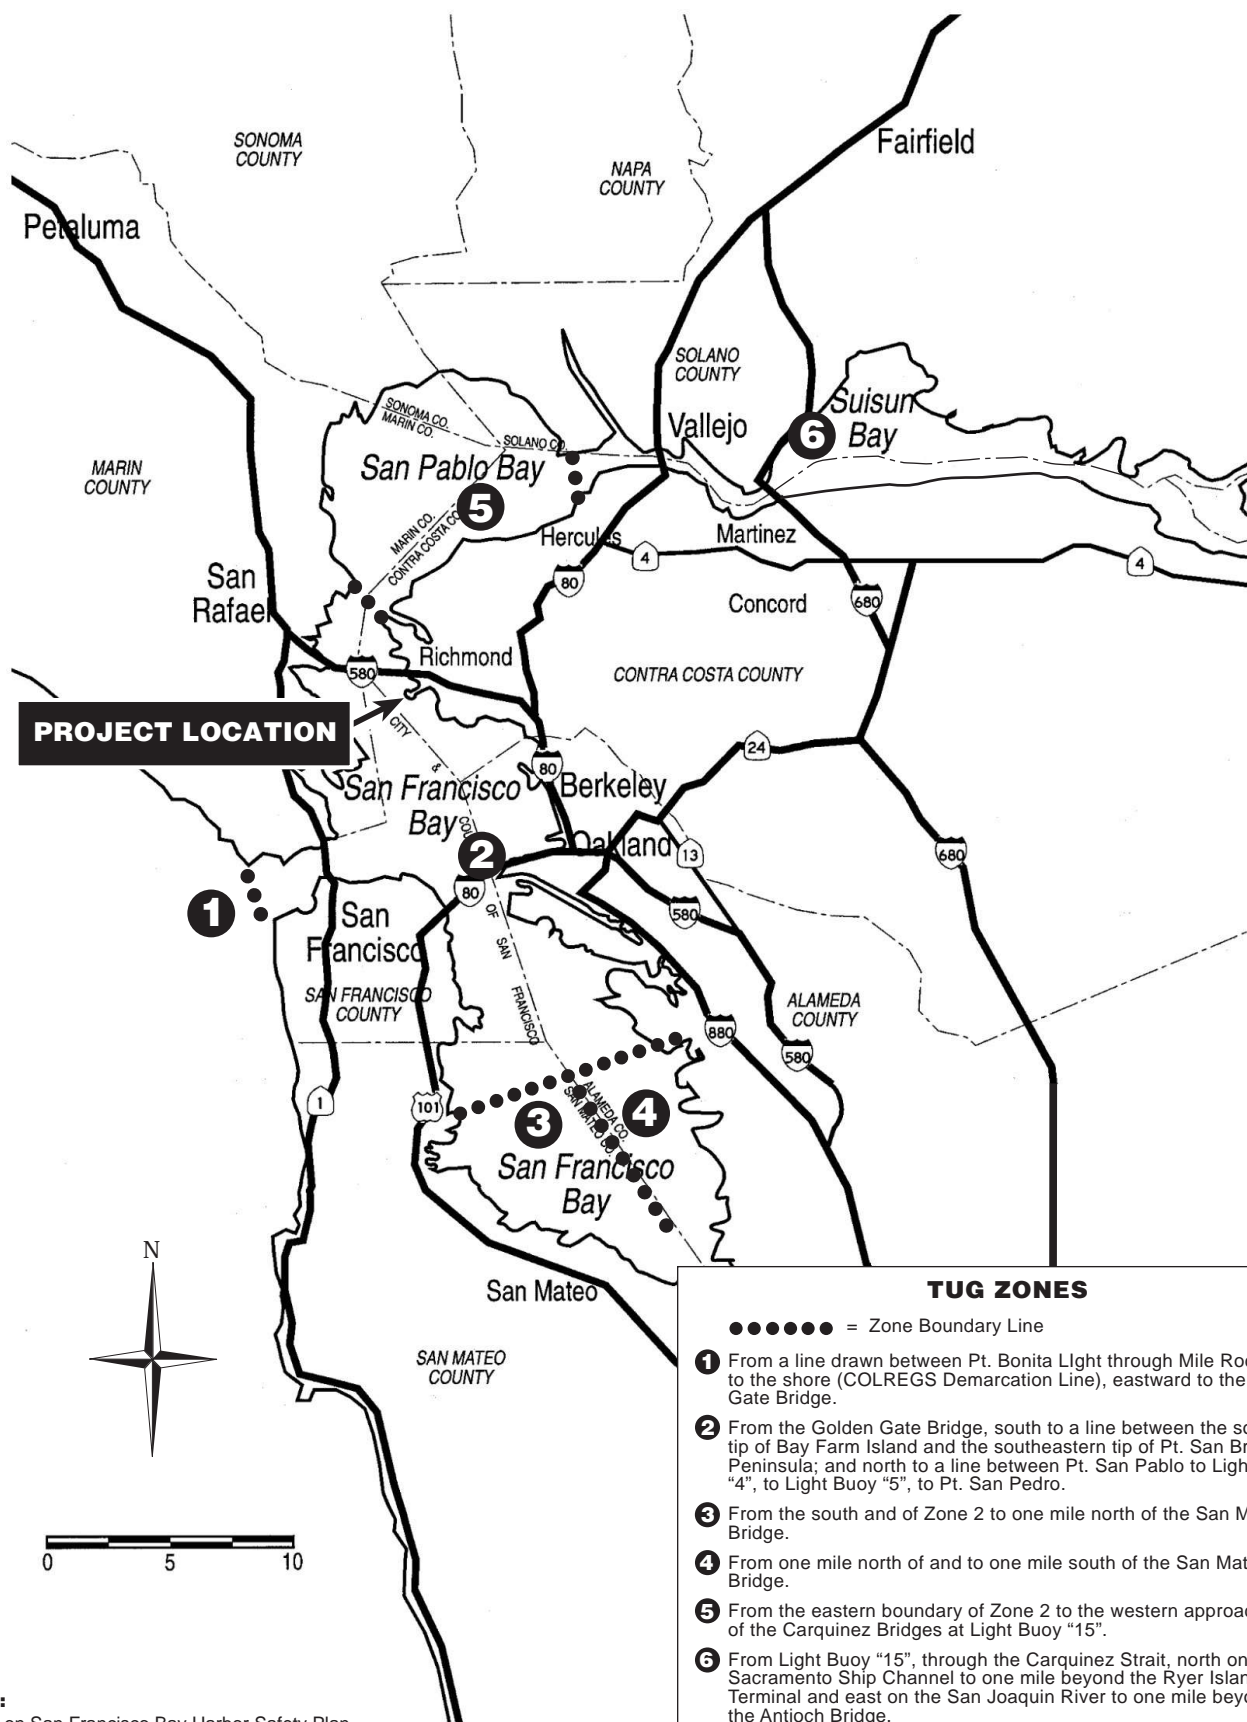 SONOMA
COUNTY
NAPA
COUNTY
Fairfield
Petaluma
SOLANO
COUNTY
Suisun
Bay
6
Vallejo
SONOMA CO.
MARIN CO.
SOLANO CO.
San Pablo Bay
5
MARIN
COUNTY
MARIN CO.
CONTRA COSTA CO.
Hercules
Martinez
4
4
80
680
San
Rafael
Concord
Richmond
580
CONTRA COSTA COUNTY
PROJECT LOCATION
CITY
&
24
80
San Francisco
Bay
Berkeley
2
Oakland
13
680
80
580
1
San
Francisco
OF
SAN
FRANCISCO
SAN FRANCISCO
COUNTY
ALAMEDA
COUNTY
880
580
1
101
3
4
ALAMEDA CO.
SAN MATEO CO.
San Francisco
Bay
N
San Mateo
SAN MATEO
COUNTY
0 5 10
TUG ZONES
= Zone Boundary Line
1 From a line drawn between Pt. Bonita LIght through Mile
to the shore (COLREGS Demarcation Line), eastward to the
Gate Bridge.
2 From the Golden Gate Bridge, south to a line between the
tip of Bay Farm Island and the southeastern tip of Pt. San
Peninsula; and north to a line between Pt. San Pablo to
“4”, to Light Buoy “5”, to Pt. San Pedro.
3 From the south and of Zone 2 to one mile north of the San
Bridge.
4 From one mile north of and to one mile south of the San
Bridge.
5 From the eastern boundary of Zone 2 to the western
of the Carquinez Bridges at Light Buoy “15”.
6 From Light Buoy “15”, through the Carquinez Strait, north on
Sacramento Ship Channel to one mile beyond the Ryer
Terminal and east on the San Joaquin River to one mile
the Antioch Bridge.
on San Francisco Bay Harbor Safety Plan